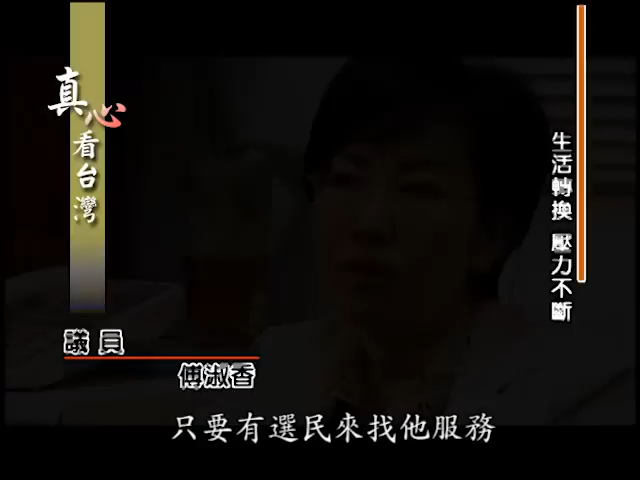 真心看台灣
生活轉換 壓力不斷
議員
傅淑香
只要有選民來找他服務